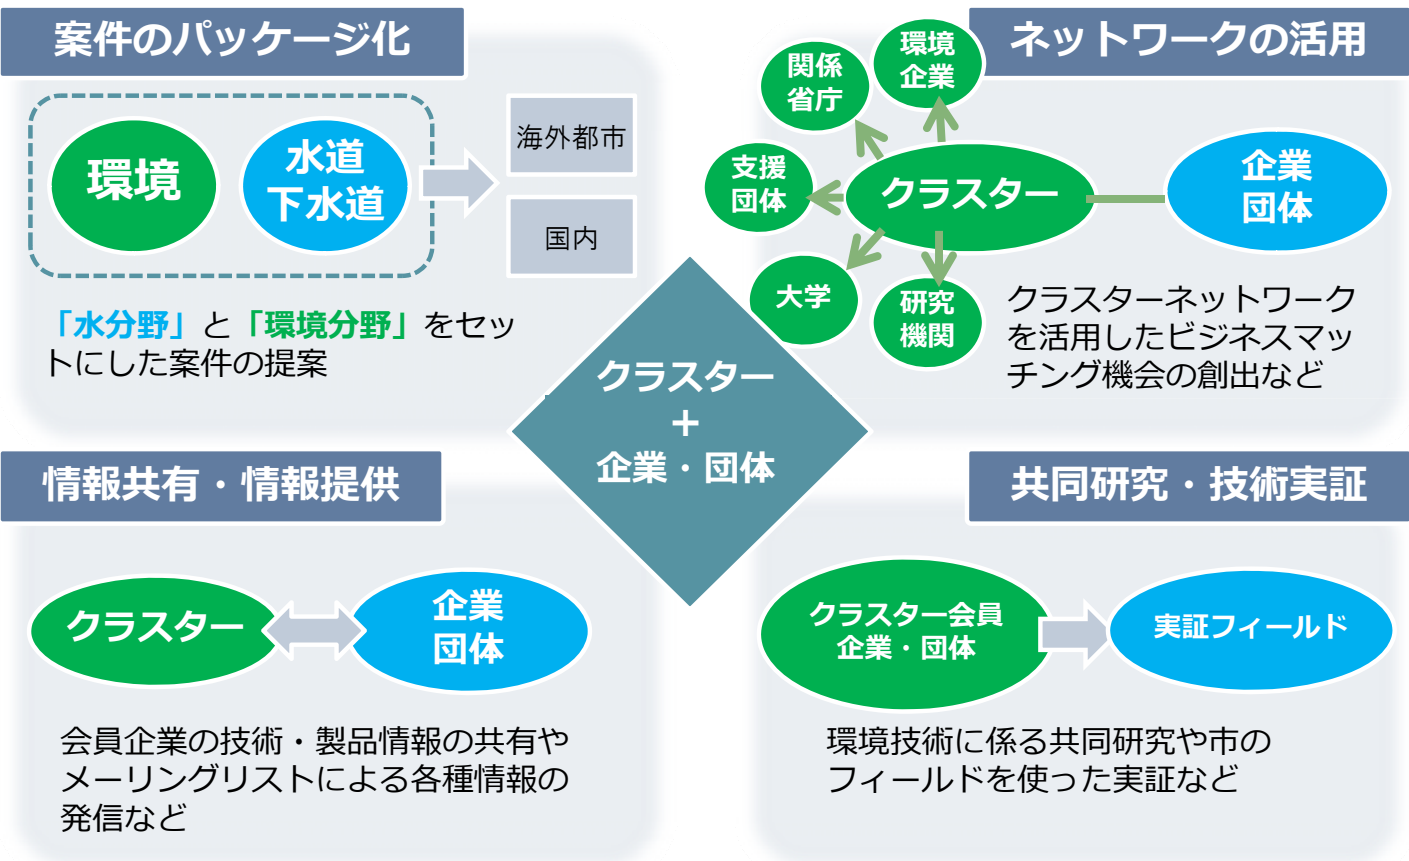 案件のパッケージ化
環境
水道
下水道
海外都市
国内
「水分野」と「環境分野」をセッ
トにした案件の提案
ネットワークの活用
環境
企業
関係
省庁
支援
団体
大学
研究
機関
クラスター
企業
団体
クラスターネットワーク
を活用したビジネスマッ
チング機会の創出など
クラスター
+
企業・団体
情報共有・情報提供
クラスター
企業
団体
会員企業の技術・製品情報の共有や
メーリングリストによる各種情報の
発信など
共同研究・技術実証
クラスター会員
企業・団体
実証フィールド
環境技術に係る共同研究や市の
フィールドを使った実証など